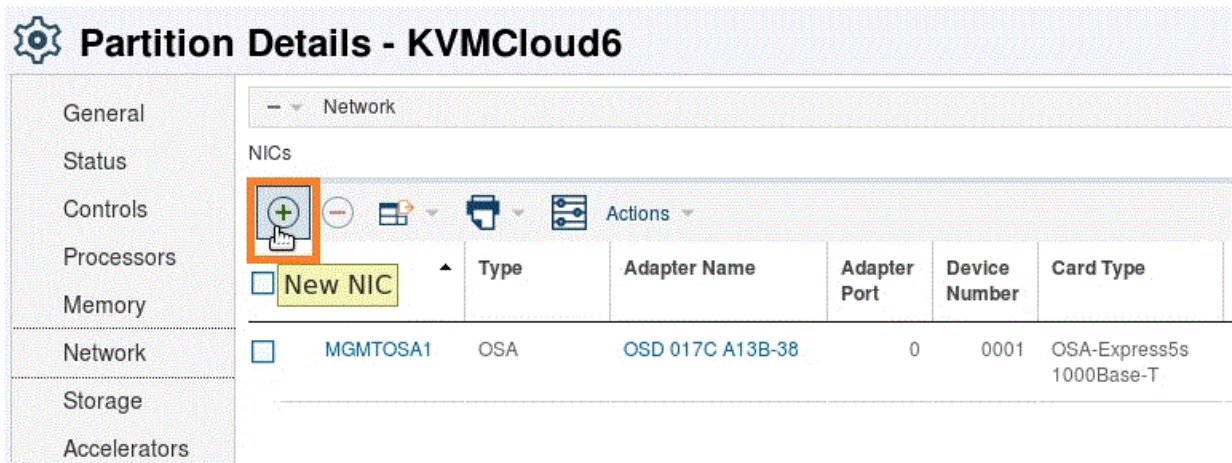 Partition Details - KVMCloud6
General
Status
Controls
Processors
Memory
Network
Storage
Accelerators
Network
NICs
Actions
New NIC
Type
Adapter Name
Adapter
Port
Device
Number
Card Type
MGMTOSA1
OSA
OSD 017C A13B-38
0
0001
OSA-Express5s
1000Base-T